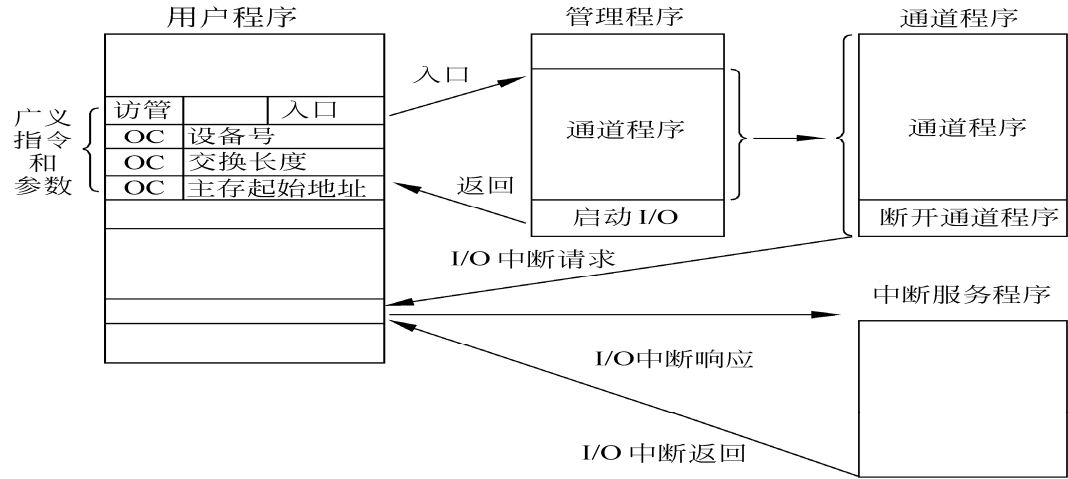 用户程序
管理程序
通道程序
入口
广义
指令
和
参数
访管 入口
OC 设备号
OC 交换长度
OC 主存起始地址
通道程序
通道程序
返回
启动 I/O
断开通道程序
I/O 中断请求
中断服务程序
I/O中断响应
I/O 中断返回